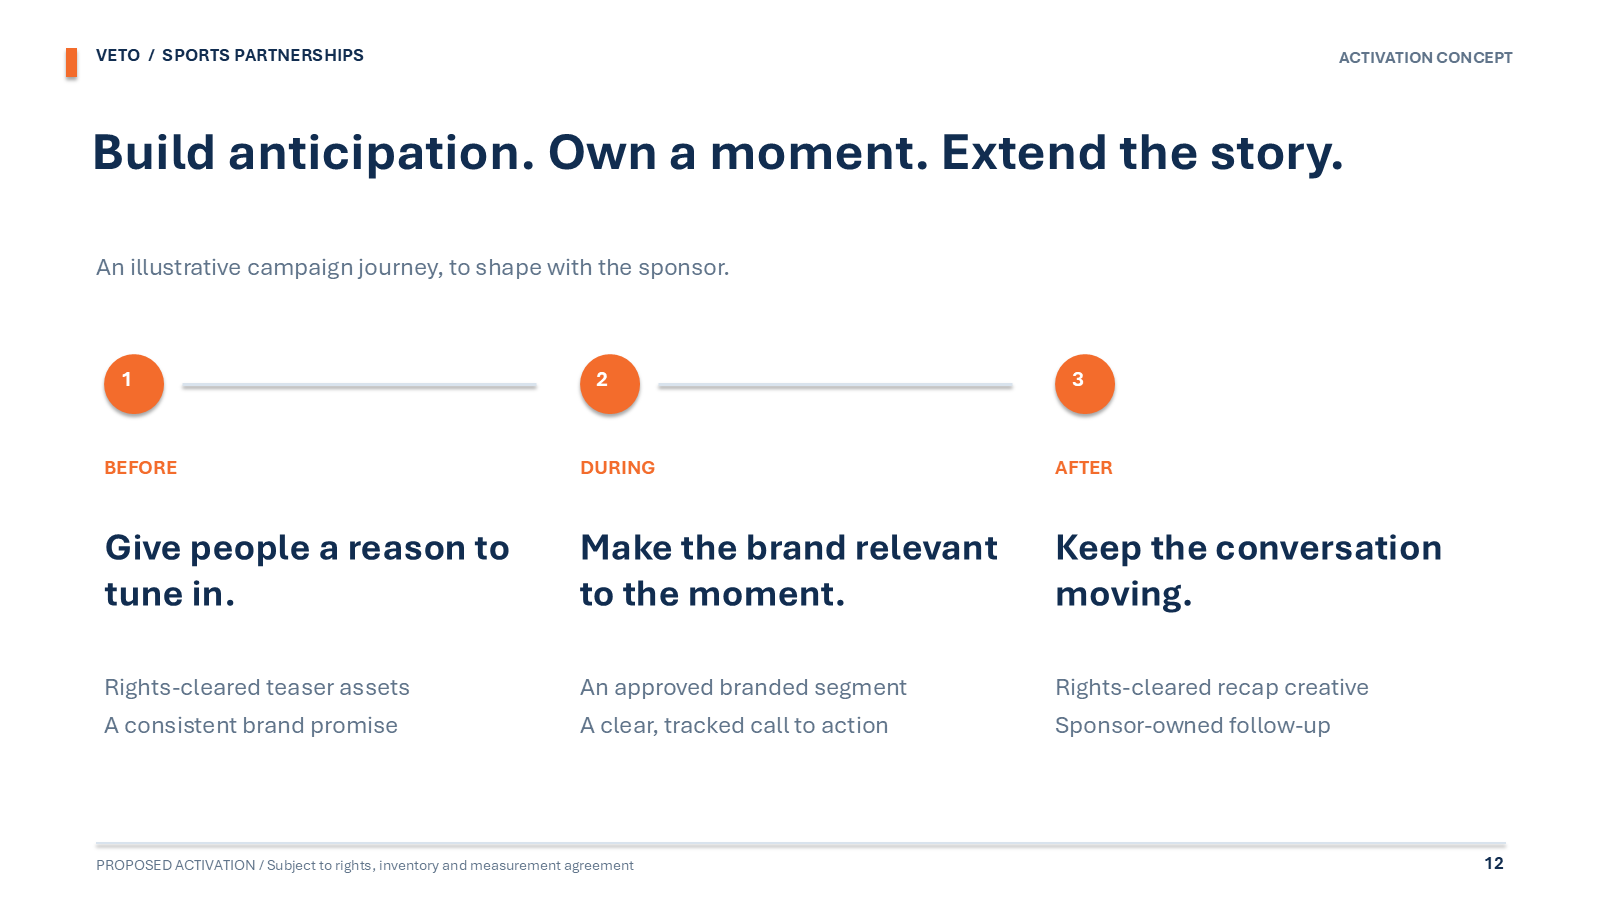 VETO / SPORTS PARTNERSHIPS
ACTIVATION CONCEPT
Build anticipation. Own a moment. Extend the story.
An illustrative campaign journey, to shape with the sponsor.
1
2
3
BEFORE
Give people a reason to
tune in.
Rights-cleared teaser assets
A consistent brand promise
DURING
Make the brand relevant
to the moment.
An approved branded segment
A clear, tracked call to action
AFTER
Keep the conversation
moving.
Rights-cleared recap creative
Sponsor-owned follow-up
PROPOSED ACTIVATION / Subject to rights, inventory and measurement agreement
12